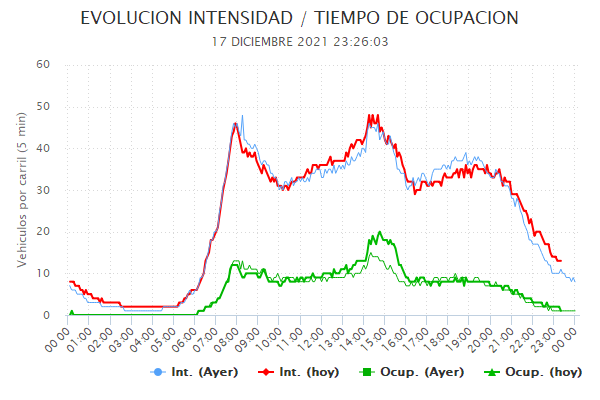 EVOLUCION INTENSIDAD / TIEMPO DE OCUPACION
17 DICIEMBRE 2021 23:26:03
Vehiculos por carril (5 min)
60
50
40
30
20
10
0
00:00 01:00 02:00 03:00 04:00 05:00 06:00 07:00 08:00 09:00 10:00 11:00 12:00 13:00 14:00 15:00 16:00 17:00 18:00 19:00 20:00 21:00 22:00 23:00 00:00
Int. (Ayer) Int. (hoy) Ocup. (Ayer) Ocup. (hoy)